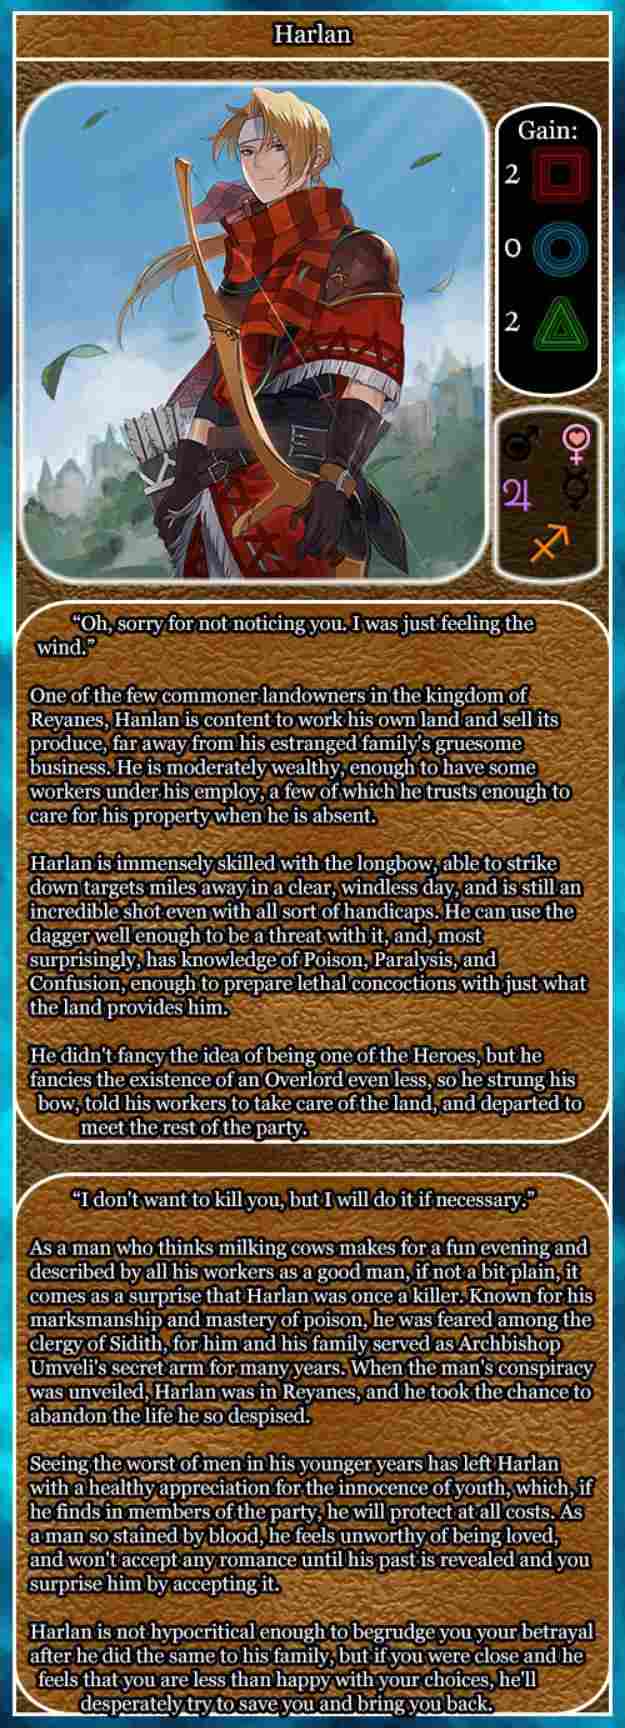 Harlan
Gain:
2
0
2
“Oh, sorry for not noticing you. I was just feeling the
wind.”
One of the few commoner landowners in the kingdom of
Reyanes, Hanlan is content to work his own land and sell its
produce, far away from his estranged family's gruesome
business. He is moderately wealthy, enough to have some
workers under his employ, a few of which he trusts enough to
care for his property when he is absent.
Harlan is immensely skilled with the longbow, able to strike
down targets miles away in a clear, windless day, and is still an
incredible shot even with all sort of handicaps. He can use the
dagger well enough to be a threat with it, and, most
surprisingly, has knowledge of Poison, Paralysis, and
Confusion, enough to prepare lethal concoctions with just what
the land provides him.
He didn't fancy the idea of being one of the Heroes, but he
fancies the existence of an Overlord even less, so he strung his
bow, told his workers to take care of the land, and departed to
meet the rest of the party.
“I don't want to kill you, but I will do it if necessary.”
As a man who thinks milking cows makes for a fun evening and
described by all his workers as a good man, if not a bit plain, it
comes as a surprise that Harlan was once a killer. Known for his
marksmanship and mastery of poison, he was feared among the
clergy of Sidith, for him and his family served as Archbishop
Umveli's secret arm for many years. When the man's conspiracy
was unveiled, Harlan was in Reyanes, and he took the chance to
abandon the life he so despised.
Seeing the worst of men in his younger years has left Harlan
with a healthy appreciation for the innocence of youth, which, if
he finds in members of the party, he will protect at all costs. As
a man so stained by blood, he feels unworthy of being loved,
and won't accept any romance until his past is revealed and you
surprise him by accepting it.
Harlan is not hypocritical enough to begrudge you your betrayal
after he did the same to his family, but if you were close and he
feels that you are less than happy with your choices, he'll
desperately try to save you and bring you back.